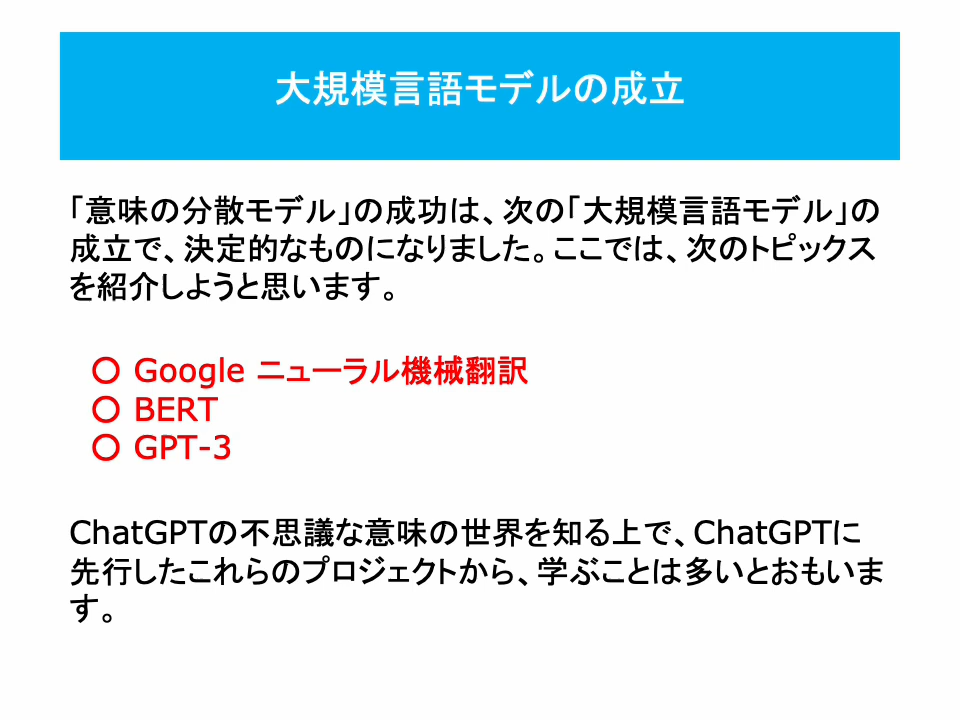 大規模言語モデルの成立
「意味の分散モデル」の成功は、次の「大規模言語モデル」の
成立で、決定的なものになりました。ここでは、次のトピックス
を紹介しようと思います。
○ Google ニューラル機械翻訳
○ BERT
○ GPT-3
ChatGPTの不思議な意味の世界を知る上で、ChatGPTに
先行したこれらのプロジェクトから、学ぶことは多いとおもいま
す。